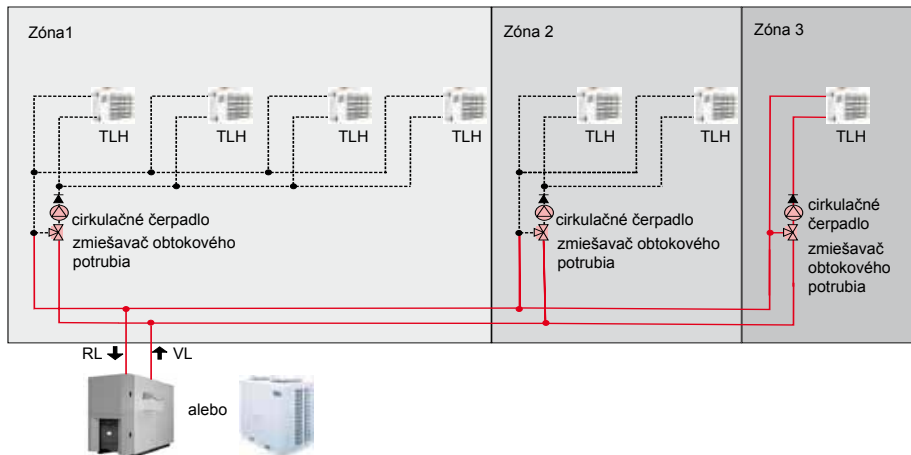 Zóna1
TLH
TLH
TLH
TLH
cirkulačné čerpadlo
zmiešavač obtokového
potrubia
Zóna 2
TLH
TLH
cirkulačné čerpadlo
zmiešavač obtokového
potrubia
Zóna 3
TLH
cirkulačné
čerpadlo
zmiešavač
obtokového
potrubia
RL
VL
alebo